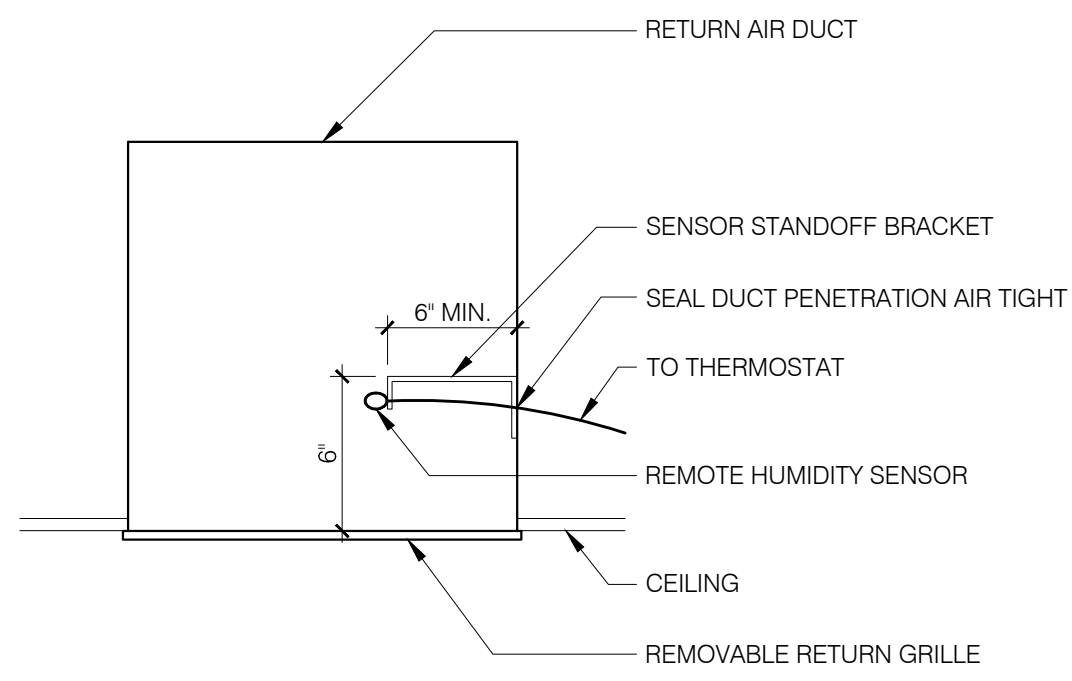 RETURN AIR DUCT
SENSOR STANDOFF BRACKET
SEAL DUCT PENETRATION AIR TIGHT
6" MIN.
TO THERMOSTAT
6"
REMOTE HUMIDITY SENSOR
CEILING
REMOVABLE RETURN GRILLE